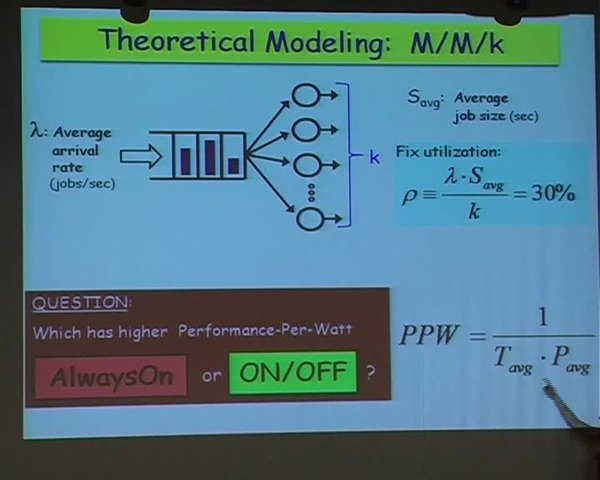 Theoretical Modeling: M/M/k
λ: Average
arrival
rate
(jobs/sec)
k
S_avg: Average
job size (sec)
Fix utilization:
ρ ≡ λ · S_avg / k = 30%
QUESTION:
Which has higher Performance-Per-Watt
AlwaysOn or ON/OFF ?
PPW = 1 / T_avg · P_avg